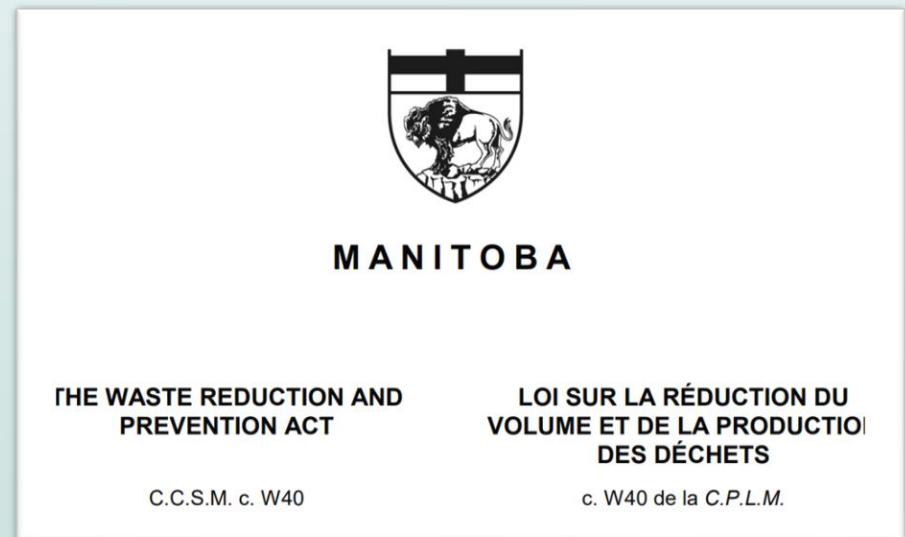 MANITOBA
THE WASTE REDUCTION AND
PREVENTION ACT
C.C.S.M. c. W40
LOI SUR LA RÉDUCTION DU
VOLUME ET DE LA PRODUCTIO
DES DÉCHETS
c. W40 de la C.P.L.M.